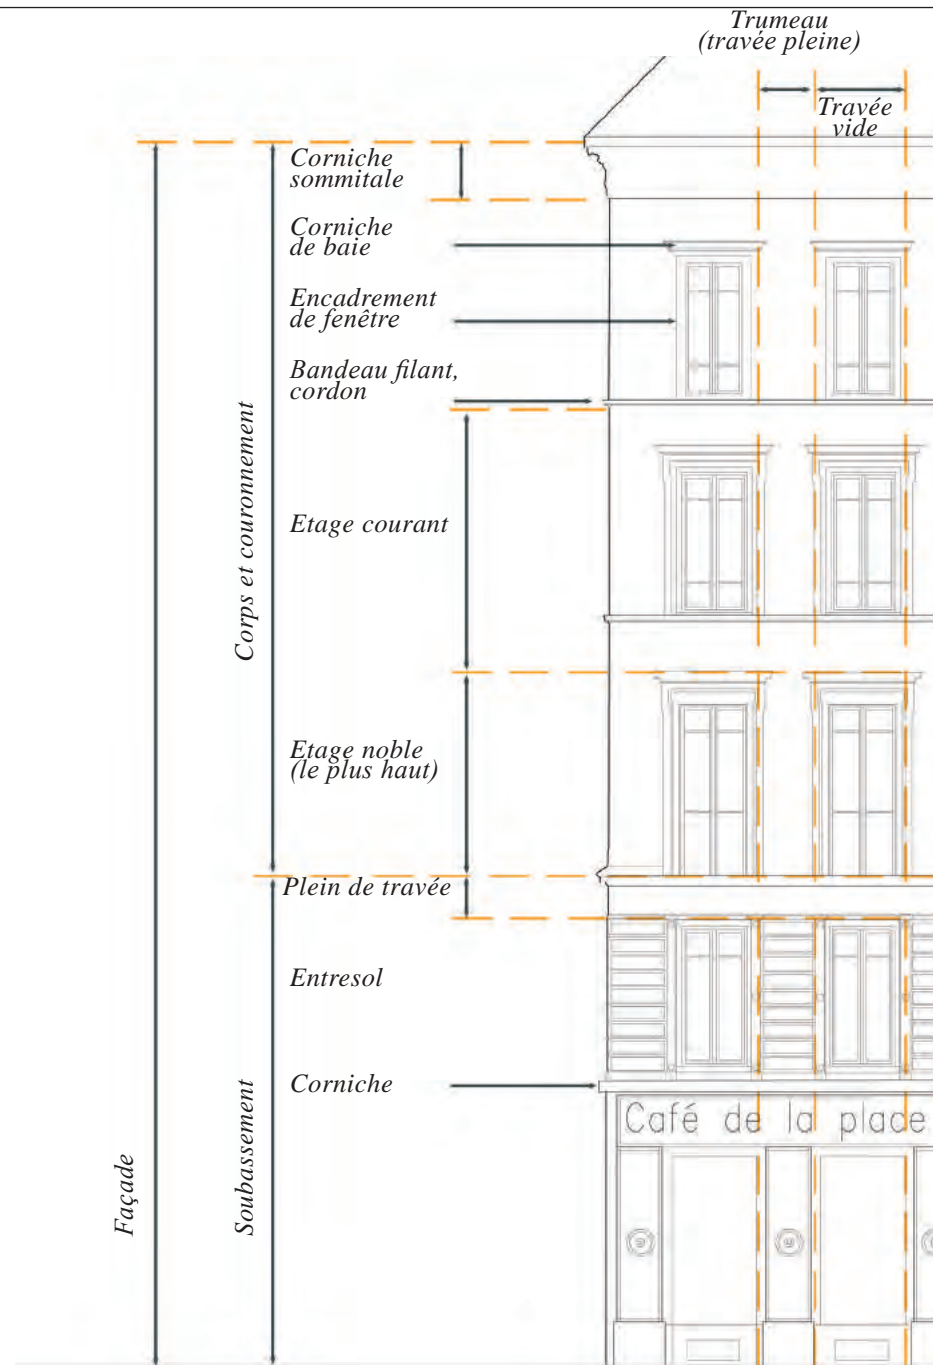 Trumeau
(travée pleine)
Travée
vide
Corniche
sommitale
Corniche
de baie
Encadrement
de fenêtre
Bandeau filant,
cordon
Corps et couronnement
Etage courant
Etage noble
(le plus haut)
Plein de travée
Entresol
Corniche
Café de la place
Façade
Soubassement